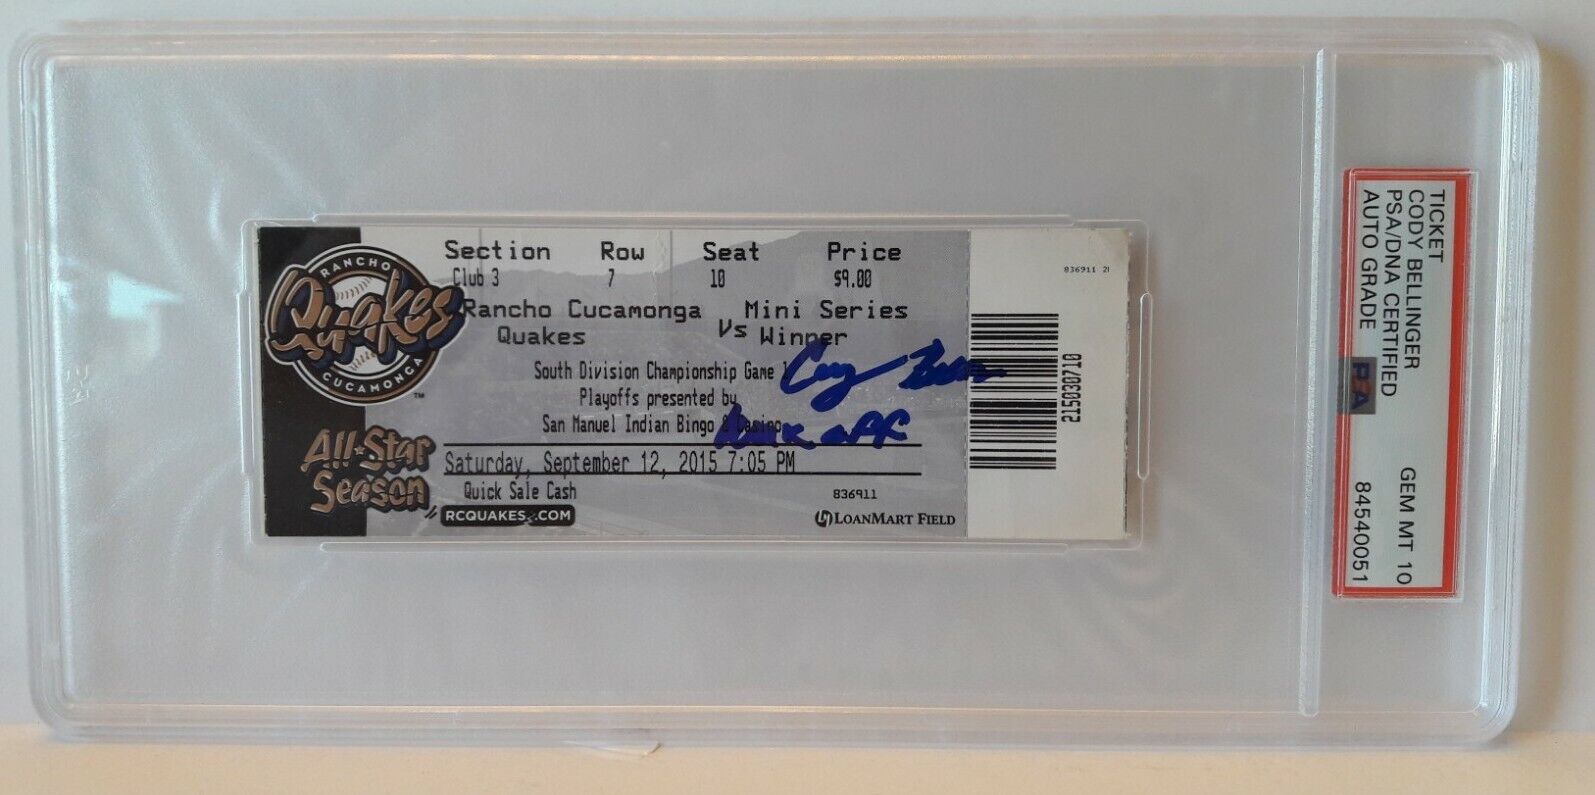 RANCHO
Quakes
CUCAMONGA
TM
All★Star
Season
Section Row Seat Price
Club 3 7 10 $9.00
Rancho Cucamonga Mini Series
Quakes Vs Winner
South Division Championship Game 1
Playoffs presented by
San Manuel Indian Bingo & Casino
Saturday, September 12, 2015 7:05 PM
Quick Sale Cash 836911
RCQUAKES.COM LOANMART FIELD
off
836911 21
TICKET
CODY BELLINGER
PSA/DNA CERTIFIED
AUTO GRADE
PSA
GEM MT 10
84540051